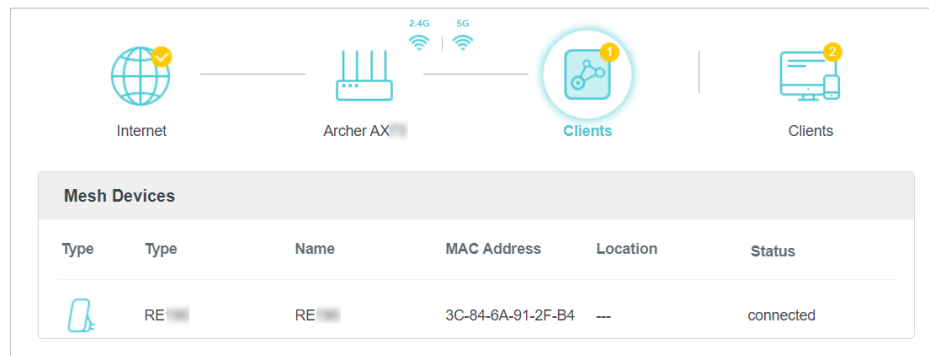 2.4G 5G
1
2
Internet
Archer AX
Clients
Clients
Mesh Devices
Type Type Name MAC Address Location Status
RE RE 3C-84-6A-91-2F-B4 --- connected